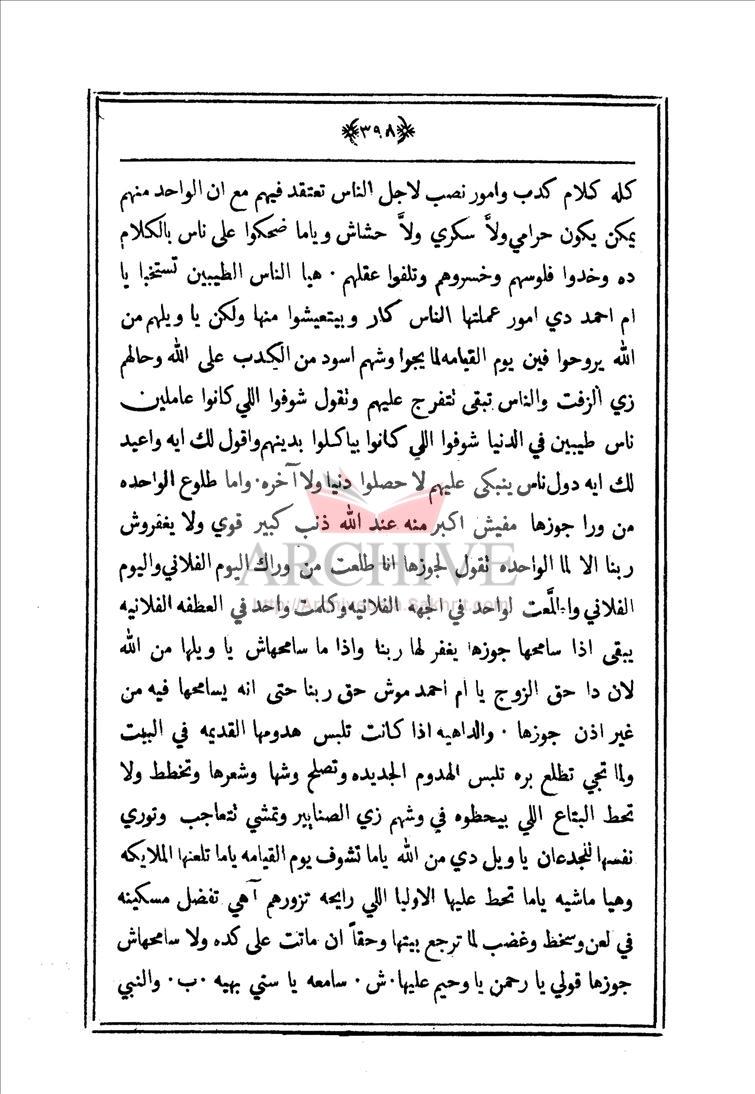 ﴿٣٩٨﴾
كله كلام كدب وامور نصب لاجل الناس تعتقد فيهم مع ان الواحد منهم
يمكن يكون حرامي ولاَّ سكري ولاَّ حشاش وياما ضحكوا على ناس بالكلام
ده وخدوا فلوسهم وخسروهم وتلفوا عقلهم . هيا الناس الطيبين تستخبا يا
ام احمد دي امور عملتها الناس كار وبيتعيشوا منها ولكن يا ويلهم من
الله يروحوا فين يوم القيامه لما يجوا وشهم اسود من الكدب على الله وحالهم
زي الزفت والناس تبقى تتفرج عليهم وتقول شوفوا اللي كانوا عاملين
ناس طيبين في الدنيا شوفوا اللي كانوا بياكلوا بدينهم واقول لك ايه واعيد
لك ايه دول ناس ينبكى عليهم لا حصلوا دنيا ولا آخره . واما طلوع الواحده
من ورا جوزها مفيش اكبر منه عند الله ذنب كبير قوي ولا يغفروش
ربنا الا لما الواحده تقول لجوزها انا طلعت من وراك اليوم الفلاني واليوم
الفلاني واطلَّعت لواحد في الجهه الفلانيه وكلمت واحد في العطفه الفلانيه
يبقى اذا سامحها جوزها يغفر لها ربنا واذا ما سامحهاش يا ويلها من الله
لان دا حق الزوج يا ام احمد موش حق ربنا حتى انه يسامحها فيه من
غير اذن جوزها . والداهيه اذا كانت تلبس هدومها القديمه في البيت
ولما تجي تطلع بره تلبس الهدوم الجديده وتصلح وشها وشعرها وتخطط ولا
تحط البتاع اللي بيحطوه في وشهم زي الصنايير وتمشي تتعاجب وتوري
نفسها للجدعان يا ويل دي من الله ياما تشوف يوم القيامه ياما تلعنها الملايكه
وهيا ماشيه ياما تحط عليها الاوليا اللي رايحه تزورهم آهي تفضل مسكينه
في لعن وسخط وغضب لما ترجع بيتها وحقاً ان ماتت على كده ولا سامحهاش
جوزها قولي يا رحمن يا رحيم عليها . ش . سامعه يا ستي بهيه . ب . والنبي
ARCHIVE
http://Archivebeta.Sakhrit.com